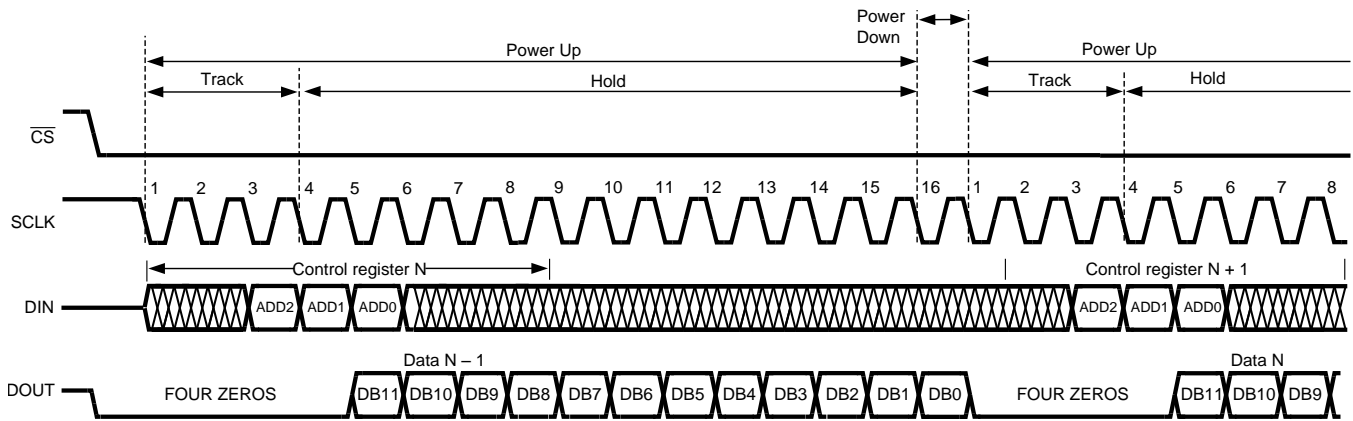 Power
Down
Power Up
Power Up
Track
Hold
Track
Hold
CS
1 2 3 4 5 6 7 8 9 10 11 12 13 14 15 16 1 2 3 4 5 6 7 8
SCLK
Control register N
Control register N + 1
DIN
ADD2 ADD1 ADD0
ADD2 ADD1 ADD0
Data N – 1
Data N
DOUT
FOUR ZEROS
DB11 DB10 DB9 DB8 DB7 DB6 DB5 DB4 DB3 DB2 DB1 DB0
FOUR ZEROS
DB11 DB10 DB9